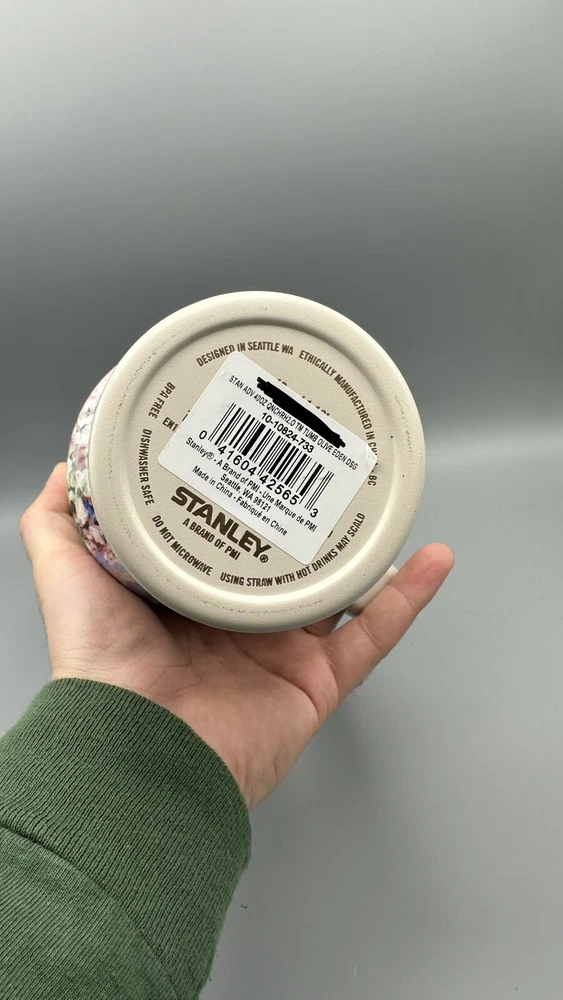 DESIGNED IN SEATTLE WA ETHICALLY MANUFACTURED IN
BPA FREE
DISHWASHER SAFE
DO NOT MICROWAVE
USING STRAW WITH HOT DRINKS MAY SCALD
STAN ADV 40OZ QNCHRH2.0 TM TUMB OLIVE EDEN DSG
10-10824-733
0 41604 42565 3
Stanley® - A Brand of PMI - Une Marque de PMI
Seattle, WA 98121
Made in China - Fabriqué en Chine
STANLEY®
A BRAND OF PMI